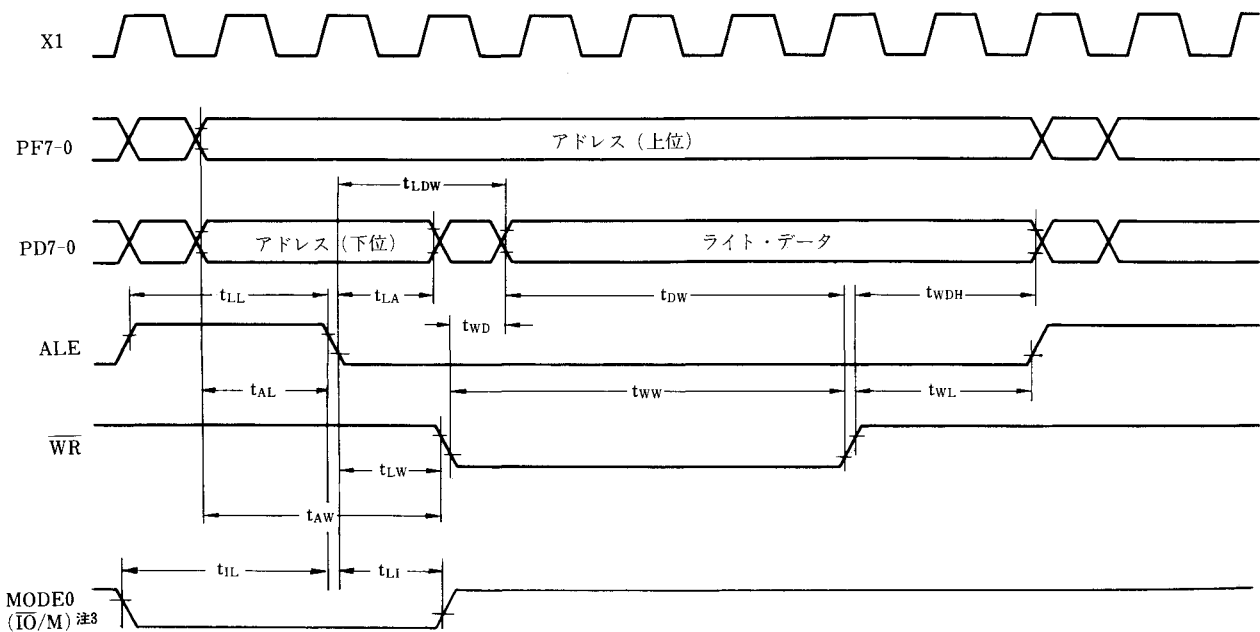 X1
PF7-0
アドレス（上位）
tLDW
PD7-0
アドレス（下位）
ライト・データ
tLL
tLA
tDW
tWDH
tWD
ALE
tAL
tWW
tWL
WR
tLW
tAW
tIL
tLI
MODE0
(IO/M) 注3